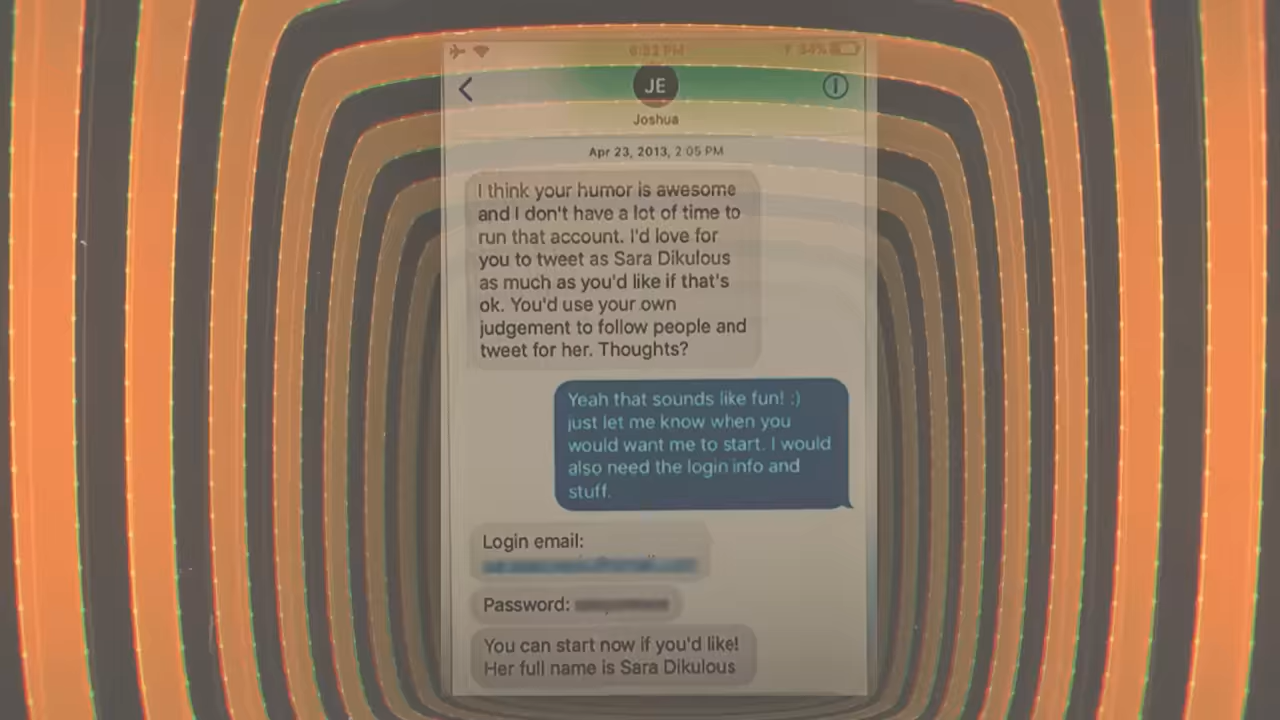 6:52 PM
34%
JE
Joshua
Apr 23, 2013, 2:05 PM
I think your humor is awesome
and I don't have a lot of time to
run that account. I'd love for
you to tweet as Sara Dikulous
as much as you'd like if that's
ok. You'd use your own
judgement to follow people and
tweet for her. Thoughts?
Yeah that sounds like fun! :)
just let me know when you
would want me to start. I would
also need the login info and
stuff.
Login email:
Password:
You can start now if you'd like!
Her full name is Sara Dikulous